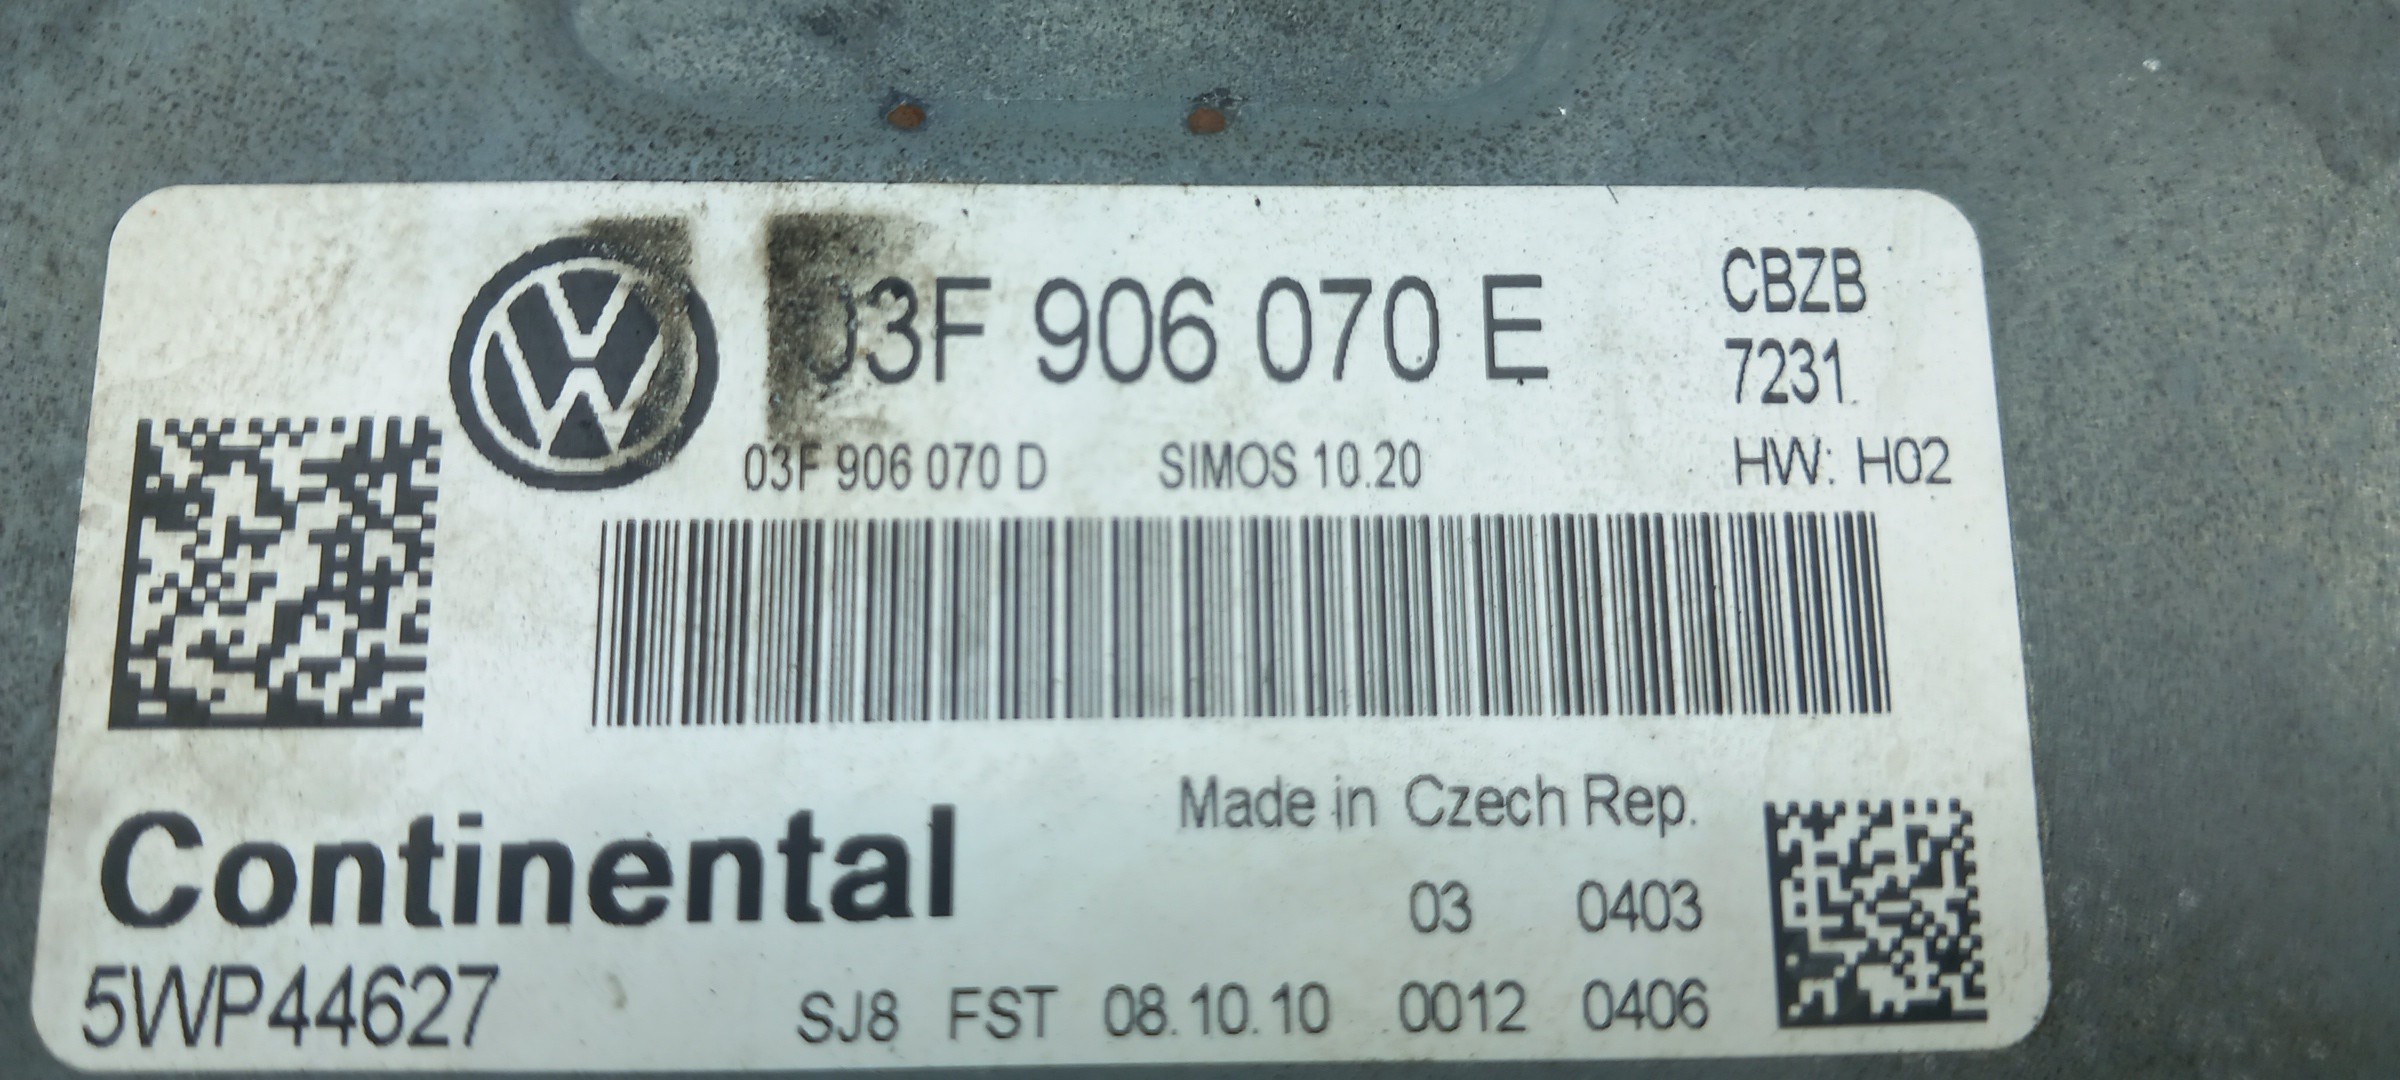 03F 906 070 E
CBZB
7231
03F 906 070 D SIMOS 10.20 HW: H02
Made in Czech Rep.
Continental
03 0403
5WP44627
SJ8 FST 08.10.10 0012 0406